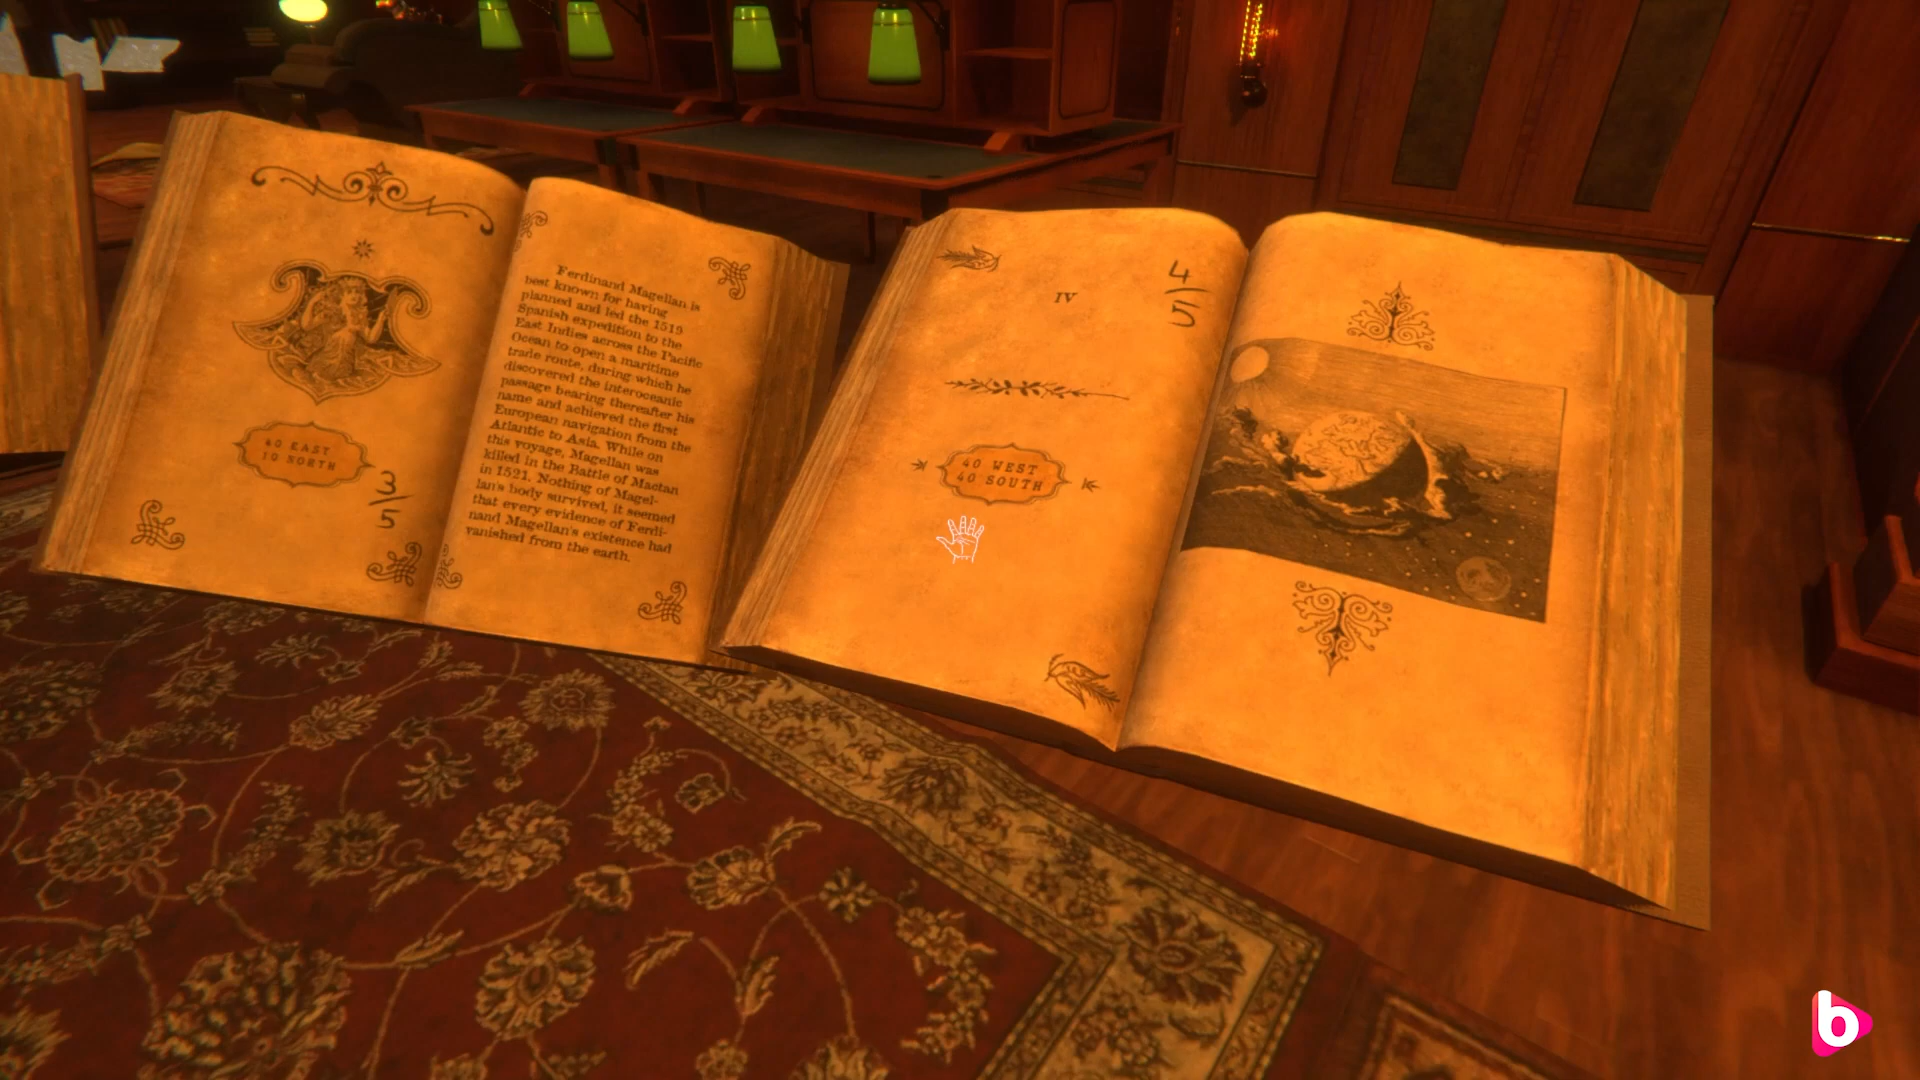 40 EAST
10 NORTH
3
5
Ferdinand Magellan is
best known for having
planned and led the 1519
Spanish expedition to the
East Indies across the Pacific
Ocean to open a maritime
trade route, during which he
discovered the interoceanic
passage bearing thereafter his
name and achieved the first
European navigation from the
Atlantic to Asia. While on
this voyage, Magellan was
killed in the Battle of Mactan
in 1521. Nothing of Magel-
lan's body survived, it seemed
that every evidence of Ferdi-
nand Magellan's existence had
vanished from the earth.
IV
4
5
40 WEST
40 SOUTH
b